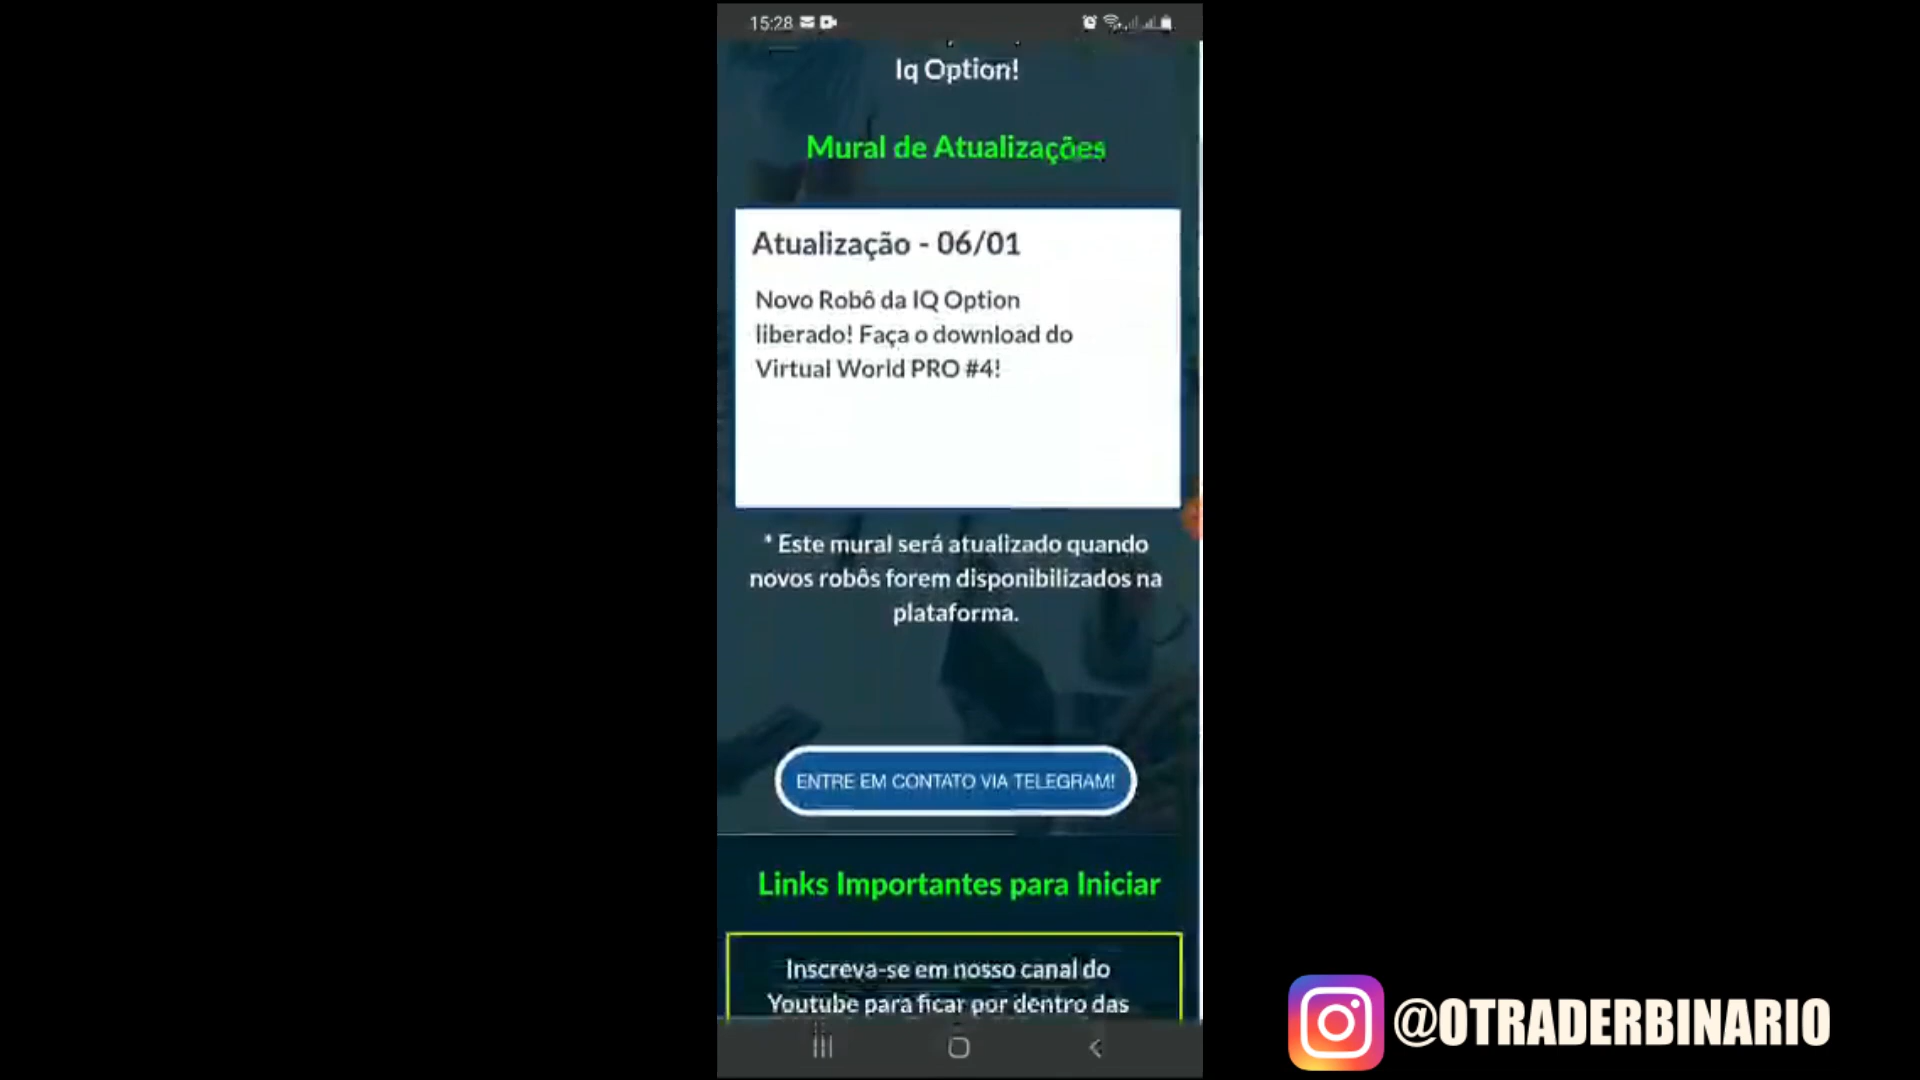 15:28
Iq Option!
Mural de Atualizações
Atualização - 06/01
Novo Robô da IQ Option
liberado! Faça o download do
Virtual World PRO #4!
* Este mural será atualizado quando
novos robôs forem disponibilizados na
plataforma.
ENTRE EM CONTATO VIA TELEGRAM!
Links Importantes para Iniciar
Inscreva-se em nosso canal do
Youtube para ficar por dentro das
@OTRADERBINARIO